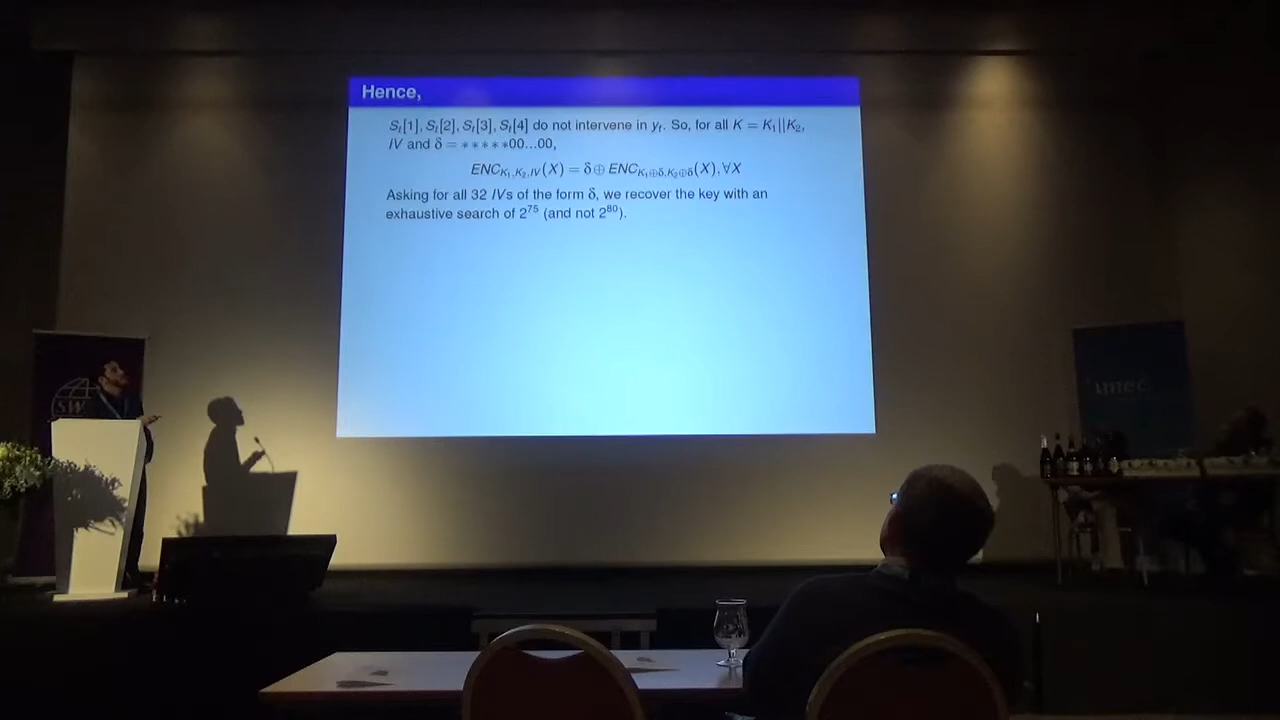 Hence,
S_t[1], S_t[2], S_t[3], S_t[4] do not intervene in y_t. So, for all K = K_1||K_2,
IV and δ = *****00...00,
ENC_{K_1,K_2,IV}(X) = δ ⊕ ENC_{K_1⊕δ,K_2⊕δ}(X), ∀X
Asking for all 32 IVs of the form δ, we recover the key with an
exhaustive search of 2^75 (and not 2^80).
SW
imec